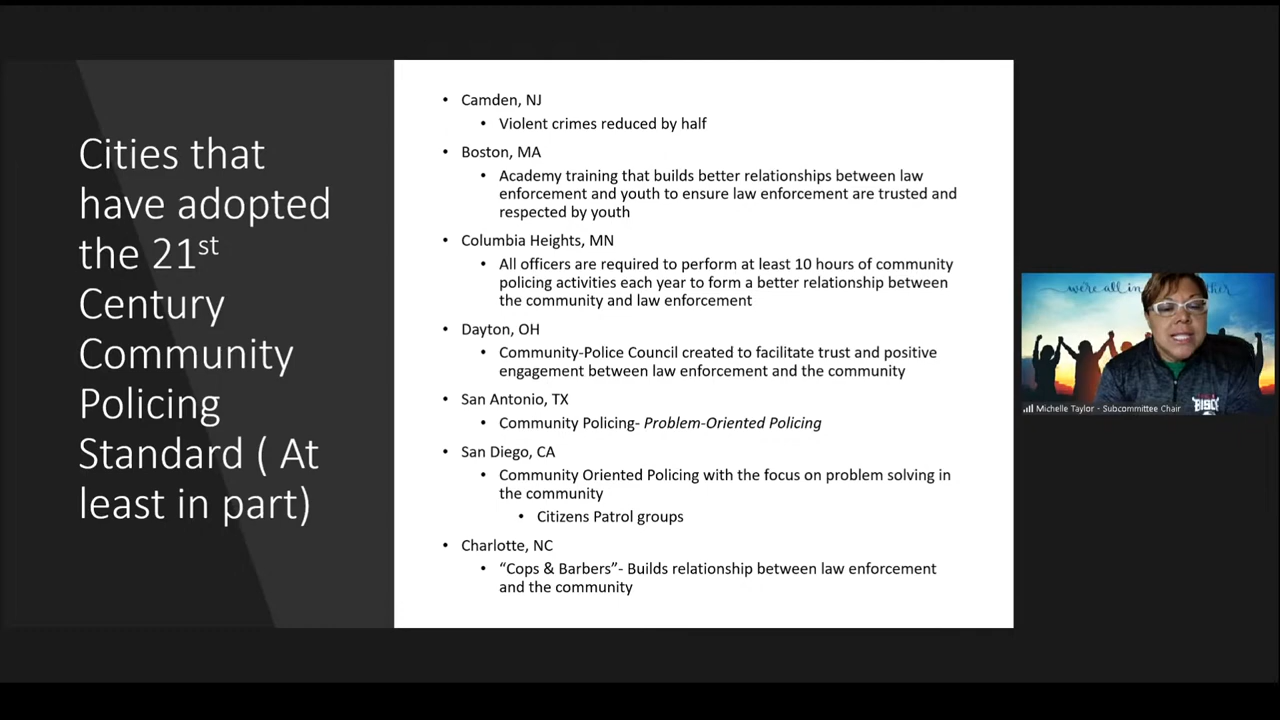 Cities that
have adopted
the 21st
Century
Community
Policing
Standard ( At
least in part)
• Camden, NJ
• Violent crimes reduced by half
• Boston, MA
• Academy training that builds better relationships between law
enforcement and youth to ensure law enforcement are trusted and
respected by youth
• Columbia Heights, MN
• All officers are required to perform at least 10 hours of community
policing activities each year to form a better relationship between
the community and law enforcement
• Dayton, OH
• Community-Police Council created to facilitate trust and positive
engagement between law enforcement and the community
• San Antonio, TX
• Community Policing- Problem-Oriented Policing
• San Diego, CA
• Community Oriented Policing with the focus on problem solving in
the community
• Citizens Patrol groups
• Charlotte, NC
• “Cops & Barbers”- Builds relationship between law enforcement
and the community
we're all in
Michelle Taylor - Subcommittee Chair